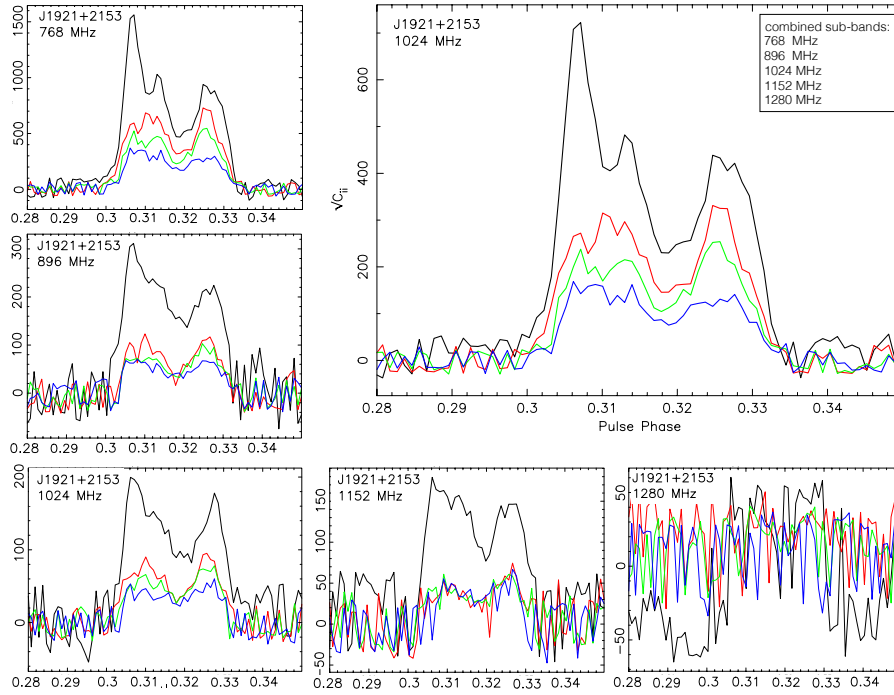 J1921+2153
768 MHz
1500
1000
500
0
0.28 0.29 0.3 0.31 0.32 0.33 0.34
J1921+2153
1024 MHz
combined sub-bands:
768 MHz
896 MHz
1024 MHz
1152 MHz
1280 MHz
600
400
200
0
√C_ii
0.28 0.29 0.3 0.31 0.32 0.33 0.34
Pulse Phase
J1921+2153
896 MHz
300
200
100
0
0.28 0.29 0.3 0.31 0.32 0.33 0.34
J1921+2153
1024 MHz
200
100
0
0.28 0.29 0.3 0.31 0.32 0.33 0.34
J1921+2153
1152 MHz
150
100
50
0
−50
0.28 0.29 0.3 0.31 0.32 0.33 0.34
J1921+2153
1280 MHz
50
0
−50
0.28 0.29 0.3 0.31 0.32 0.33 0.34